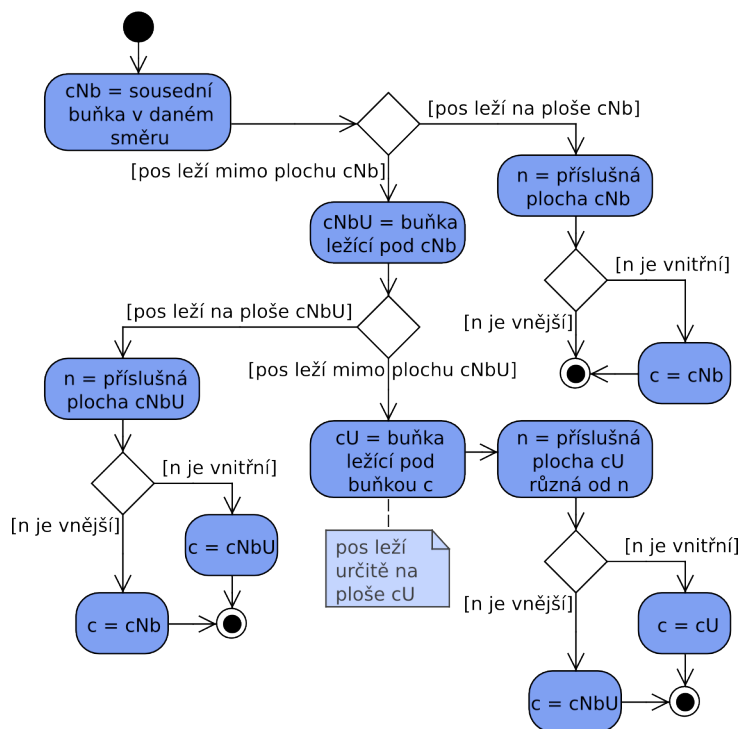 cNb = sousední
buňka v daném
směru
[pos leží na ploše cNb]
[pos leží mimo plochu cNb]
n = příslušná
plocha cNb
cNbU = buňka
ležící pod cNb
[n je vnitřní]
[n je vnější]
c = cNb
[pos leží na ploše cNbU]
[pos leží mimo plochu cNbU]
n = příslušná
plocha cNbU
cU = buňka
ležící pod
buňkou c
n = příslušná
plocha cU
různá od n
[n je vnitřní]
[n je vnější]
c = cNbU
c = cNb
pos leží
určitě na
ploše cU
[n je vnitřní]
[n je vnější]
c = cU
c = cNbU